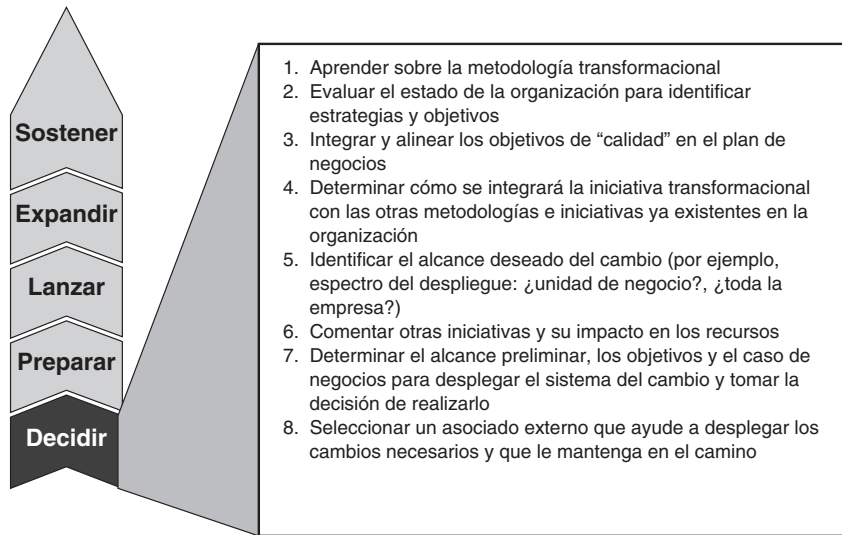 Sostener
Expandir
Lanzar
Preparar
Decidir
1. Aprender sobre la metodología transformacional
2. Evaluar el estado de la organización para identificar
estrategias y objetivos
3. Integrar y alinear los objetivos de “calidad” en el plan de
negocios
4. Determinar cómo se integrará la iniciativa transformacional
con las otras metodologías e iniciativas ya existentes en la
organización
5. Identificar el alcance deseado del cambio (por ejemplo,
espectro del despliegue: ¿unidad de negocio?, ¿toda la
empresa?)
6. Comentar otras iniciativas y su impacto en los recursos
7. Determinar el alcance preliminar, los objetivos y el caso de
negocios para desplegar el sistema del cambio y tomar la
decisión de realizarlo
8. Seleccionar un asociado externo que ayude a desplegar los
cambios necesarios y que le mantenga en el camino